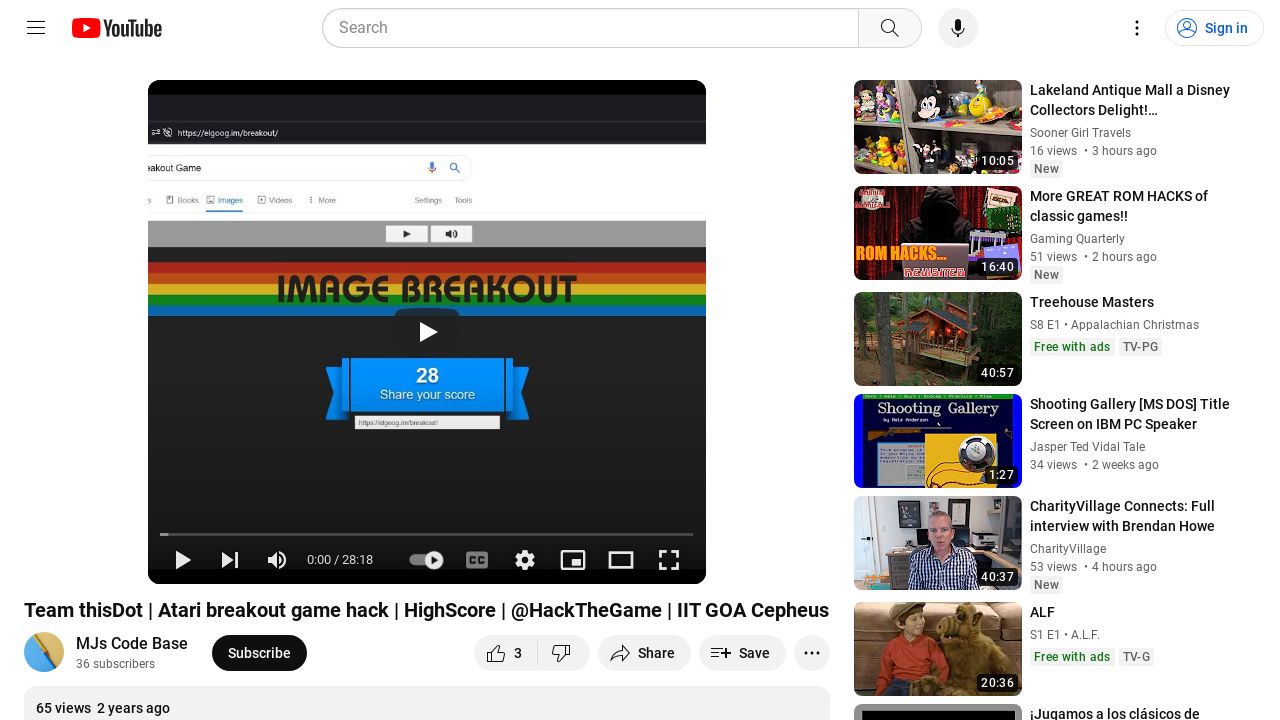 YouTube
Search
Sign in
https://elgoog.im/breakout/
eakout Game
Books
Images
Videos
More
Settings
Tools
IMAGE BREAKOUT
28
Share your score
https://elgoog.im/breakout/
0:00 / 28:18
CC
Team thisDot | Atari breakout game hack | HighScore | @HackTheGame | IIT GOA Cepheus
MJs Code Base
36 subscribers
Subscribe
3
Share
Save
65 views 2 years ago
10:05
Lakeland Antique Mall a Disney
Collectors Delight!…
Sooner Girl Travels
16 views • 3 hours ago
New
ROM HACKS...
REVISITED
16:40
More GREAT ROM HACKS of
classic games!!
Gaming Quarterly
51 views • 2 hours ago
New
40:57
Treehouse Masters
S8 E1 • Appalachian Christmas
Free with ads
TV-PG
Shooting Gallery
by Nels Anderson
1:27
Shooting Gallery [MS DOS] Title
Screen on IBM PC Speaker
Jasper Ted Vidal Tale
34 views • 2 weeks ago
40:37
CharityVillage Connects: Full
interview with Brendan Howe
CharityVillage
53 views • 4 hours ago
New
20:36
ALF
S1 E1 • A.L.F.
Free with ads
TV-G
¡Jugamos a los clásicos de